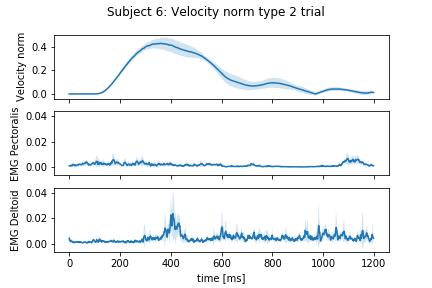 Subject 6: Velocity norm type 2 trial
Velocity norm
0.4
0.2
0.0
EMG Pectoralis
0.04
0.02
0.00
EMG Deltoid
0.04
0.02
0.00
0 200 400 600 800 1000 1200
time [ms]